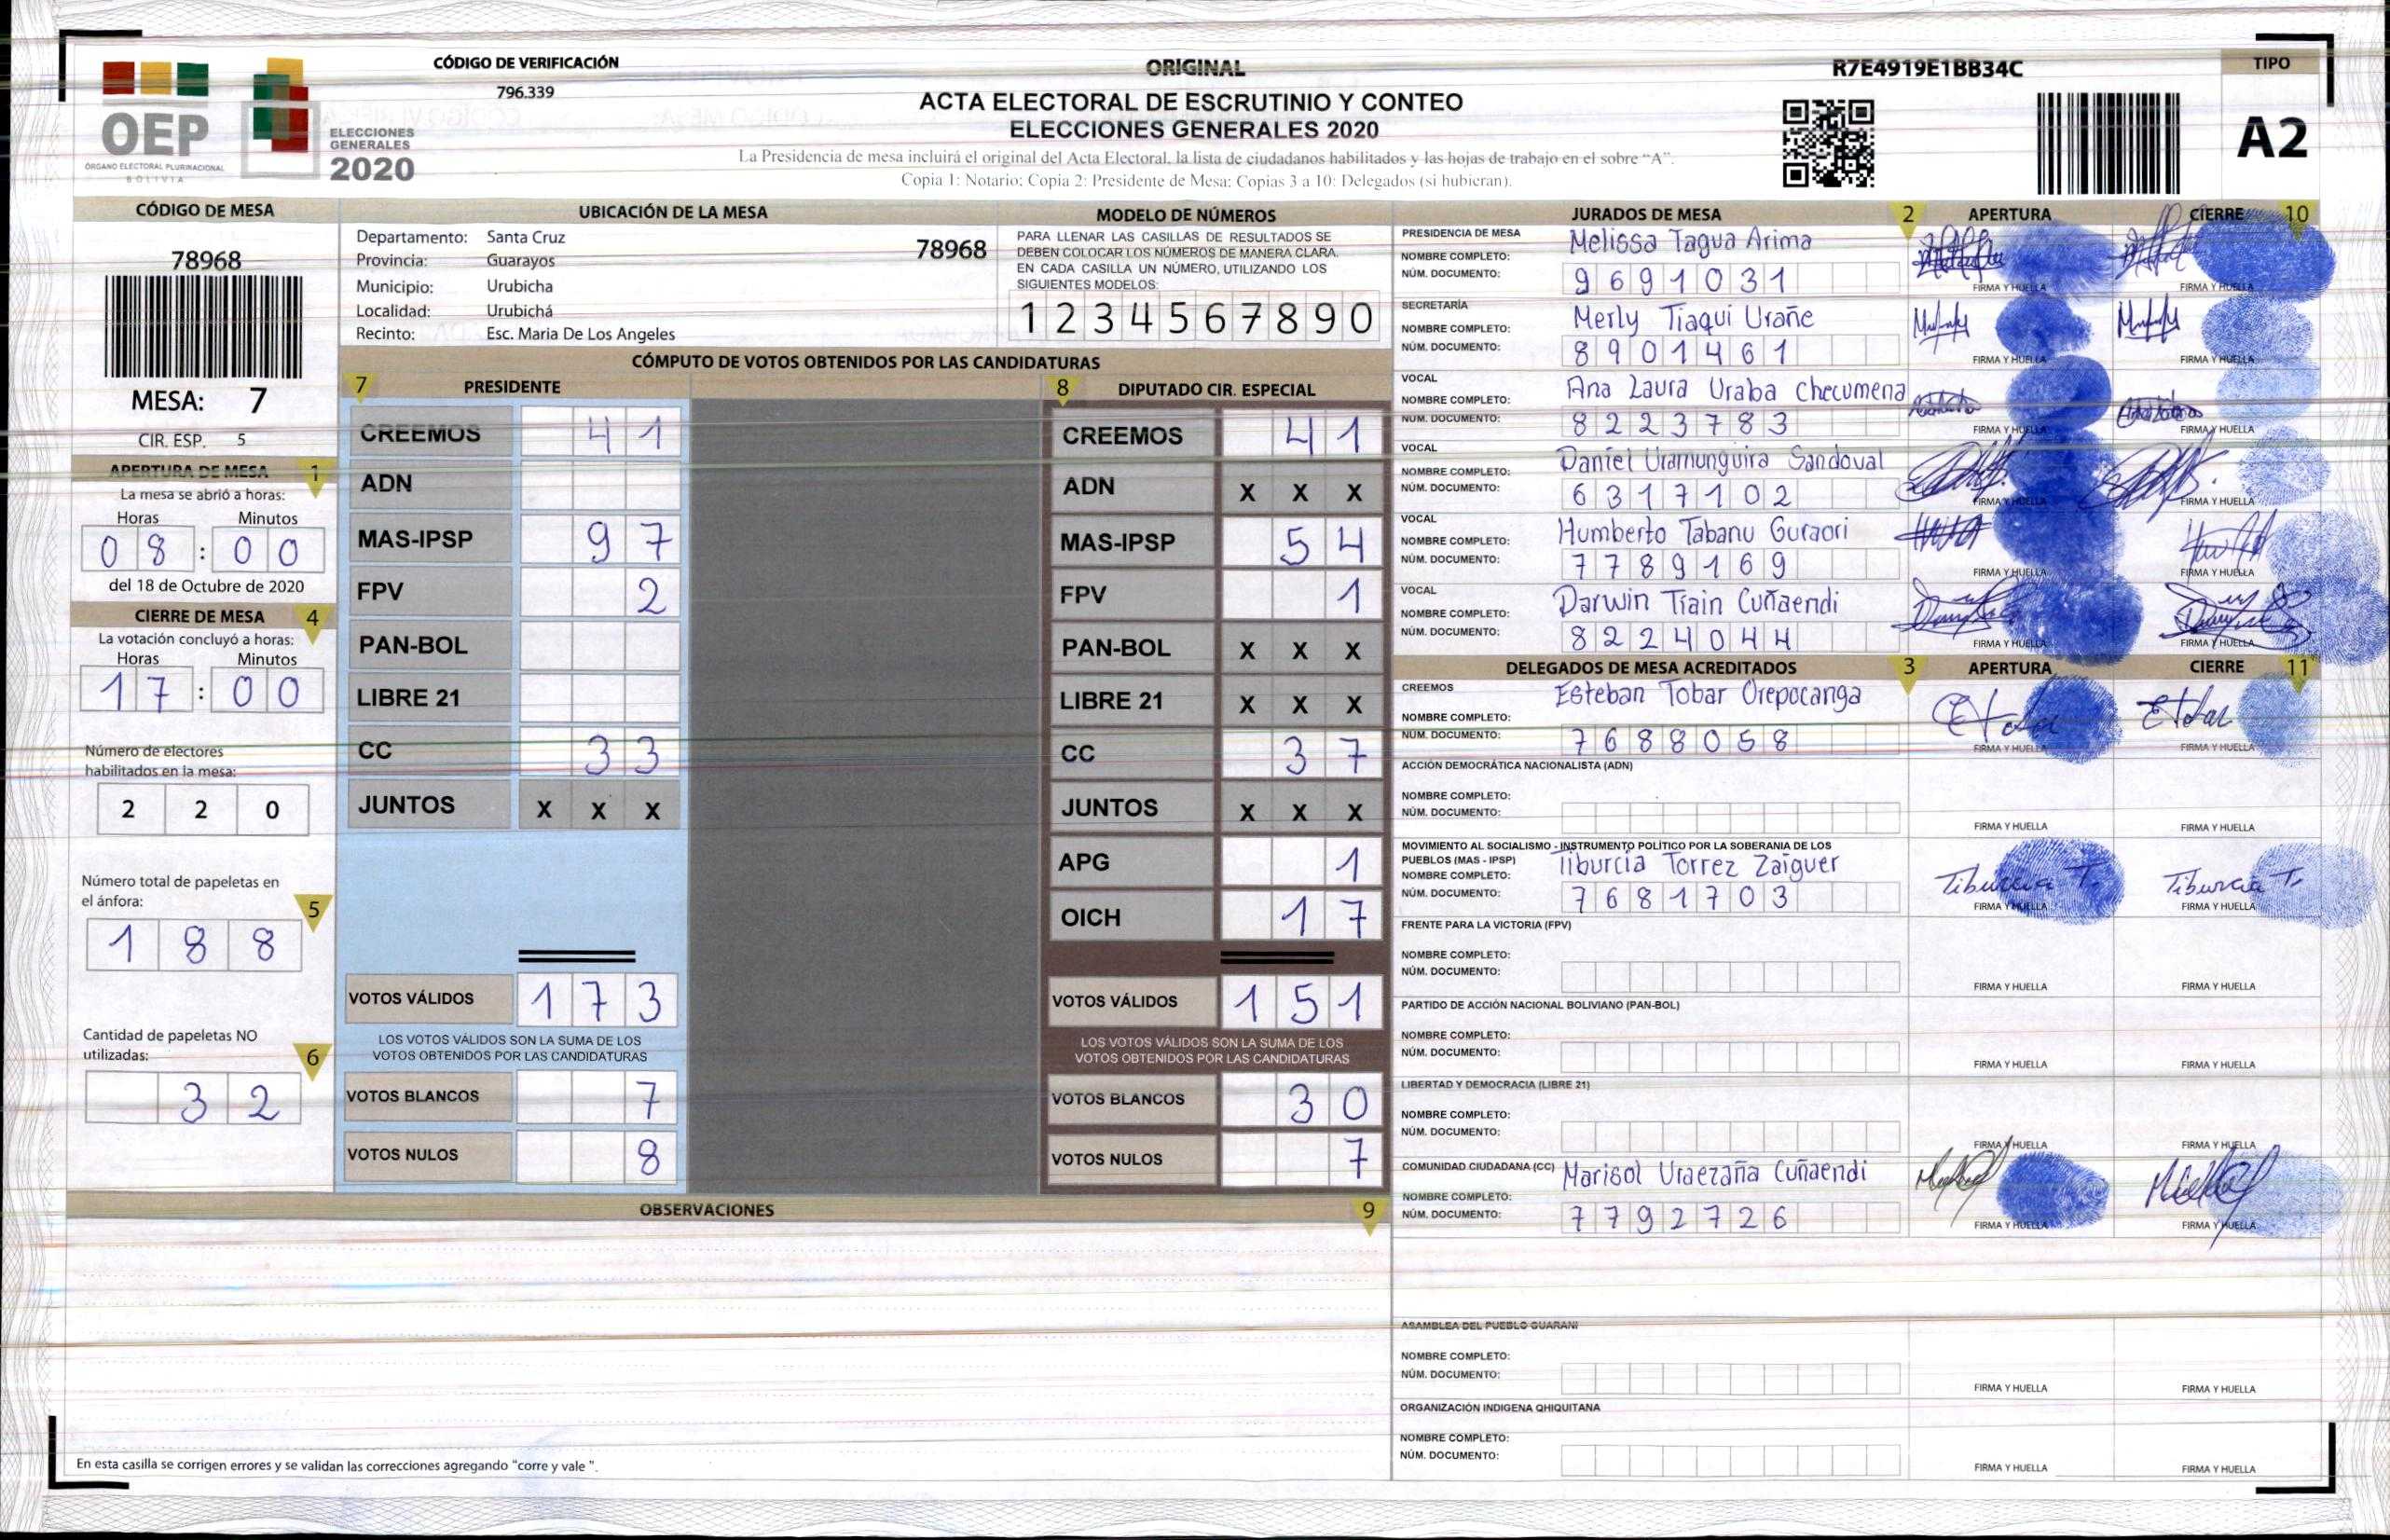 CÓDIGO DE VERIFICACIÓN
796.339
OEP
ÓRGANO ELECTORAL PLURINACIONAL
BOLIVIA
ELECCIONES
GENERALES
2020
ORIGINAL
ACTA ELECTORAL DE ESCRUTINIO Y CONTEO
ELECCIONES GENERALES 2020
La Presidencia de mesa incluirá el original del Acta Electoral, la lista de ciudadanos habilitados y las hojas de trabajo en el sobre "A".
Copia 1: Notario; Copia 2: Presidente de Mesa; Copias 3 a 10: Delegados (si hubieran).
R7E4919E1BB34C
TIPO
A2
CÓDIGO DE MESA
78968
MESA: 7
CIR. ESP. 5
APERTURA DE MESA 1
La mesa se abrió a horas:
Horas Minutos
08 : 00
del 18 de Octubre de 2020
CIERRE DE MESA 4
La votación concluyó a horas:
Horas Minutos
17 : 00
Número de electores
habilitados en la mesa:
2 2 0
Número total de papeletas en
el ánfora: 5
1 8 8
Cantidad de papeletas NO
utilizadas: 6
3 2
UBICACIÓN DE LA MESA
Departamento: Santa Cruz 78968
Provincia: Guarayos
Municipio: Urubicha
Localidad: Urubichá
Recinto: Esc. Maria De Los Angeles
MODELO DE NÚMEROS
PARA LLENAR LAS CASILLAS DE RESULTADOS SE
DEBEN COLOCAR LOS NÚMEROS DE MANERA CLARA.
EN CADA CASILLA UN NÚMERO, UTILIZANDO LOS
SIGUIENTES MODELOS:
1 2 3 4 5 6 7 8 9 0
CÓMPUTO DE VOTOS OBTENIDOS POR LAS CANDIDATURAS
7 PRESIDENTE
CREEMOS 41
ADN
MAS-IPSP 97
FPV 2
PAN-BOL
LIBRE 21
CC 33
JUNTOS X X X
VOTOS VÁLIDOS 173
LOS VOTOS VÁLIDOS SON LA SUMA DE LOS
VOTOS OBTENIDOS POR LAS CANDIDATURAS
VOTOS BLANCOS 7
VOTOS NULOS 8
8 DIPUTADO CIR. ESPECIAL
CREEMOS 41
ADN X X X
MAS-IPSP 54
FPV 1
PAN-BOL X X X
LIBRE 21 X X X
CC 37
JUNTOS X X X
APG 1
OICH 17
VOTOS VÁLIDOS 151
LOS VOTOS VÁLIDOS SON LA SUMA DE LOS
VOTOS OBTENIDOS POR LAS CANDIDATURAS
VOTOS BLANCOS 30
VOTOS NULOS 7
OBSERVACIONES 9
En esta casilla se corrigen errores y se validan las correcciones agregando "corre y vale ".
JURADOS DE MESA 2 APERTURA CIERRE 10
PRESIDENCIA DE MESA
NOMBRE COMPLETO: Melissa Tagua Arima
NÚM. DOCUMENTO: 9691031
FIRMA Y HUELLA FIRMA Y HUELLA
SECRETARÍA
NOMBRE COMPLETO: Merly Tiaqui Urañe
NÚM. DOCUMENTO: 8901461
FIRMA Y HUELLA FIRMA Y HUELLA
VOCAL
NOMBRE COMPLETO: Ana Laura Uraba Checumena
NÚM. DOCUMENTO: 8223783
FIRMA Y HUELLA FIRMA Y HUELLA
VOCAL
NOMBRE COMPLETO: Daniel Uramunguira Sandoval
NÚM. DOCUMENTO: 6317102
FIRMA Y HUELLA FIRMA Y HUELLA
VOCAL
NOMBRE COMPLETO: Humberto Tabanu Guraori
NÚM. DOCUMENTO: 7789169
FIRMA Y HUELLA FIRMA Y HUELLA
VOCAL
NOMBRE COMPLETO: Darwin Train Cuñaendi
NÚM. DOCUMENTO: 8224044
FIRMA Y HUELLA FIRMA Y HUELLA
DELEGADOS DE MESA ACREDITADOS 3 APERTURA CIERRE 11
CREEMOS
NOMBRE COMPLETO: Esteban Tobar Orepocanga
NÚM. DOCUMENTO: 7688058
FIRMA Y HUELLA FIRMA Y HUELLA
ACCIÓN DEMOCRÁTICA NACIONALISTA (ADN)
NOMBRE COMPLETO:
NÚM. DOCUMENTO:
FIRMA Y HUELLA FIRMA Y HUELLA
MOVIMIENTO AL SOCIALISMO - INSTRUMENTO POLÍTICO POR LA SOBERANIA DE LOS
PUEBLOS (MAS - IPSP)
NOMBRE COMPLETO: Tiburcia Torrez Zaiguer
NÚM. DOCUMENTO: 7681703
Tiburcia T. Tiburcia T.
FIRMA Y HUELLA FIRMA Y HUELLA
FRENTE PARA LA VICTORIA (FPV)
NOMBRE COMPLETO:
NÚM. DOCUMENTO:
FIRMA Y HUELLA FIRMA Y HUELLA
PARTIDO DE ACCIÓN NACIONAL BOLIVIANO (PAN-BOL)
NOMBRE COMPLETO:
NÚM. DOCUMENTO:
FIRMA Y HUELLA FIRMA Y HUELLA
LIBERTAD Y DEMOCRACIA (LIBRE 21)
NOMBRE COMPLETO:
NÚM. DOCUMENTO:
FIRMA Y HUELLA FIRMA Y HUELLA
COMUNIDAD CIUDADANA (CC)
NOMBRE COMPLETO: Marisol Uraezaña Cuñaendi
NÚM. DOCUMENTO: 7792726
FIRMA Y HUELLA FIRMA Y HUELLA
ASAMBLEA DEL PUEBLO GUARANI
NOMBRE COMPLETO:
NÚM. DOCUMENTO:
FIRMA Y HUELLA FIRMA Y HUELLA
ORGANIZACIÓN INDIGENA QHIQUITANA
NOMBRE COMPLETO:
NÚM. DOCUMENTO:
FIRMA Y HUELLA FIRMA Y HUELLA